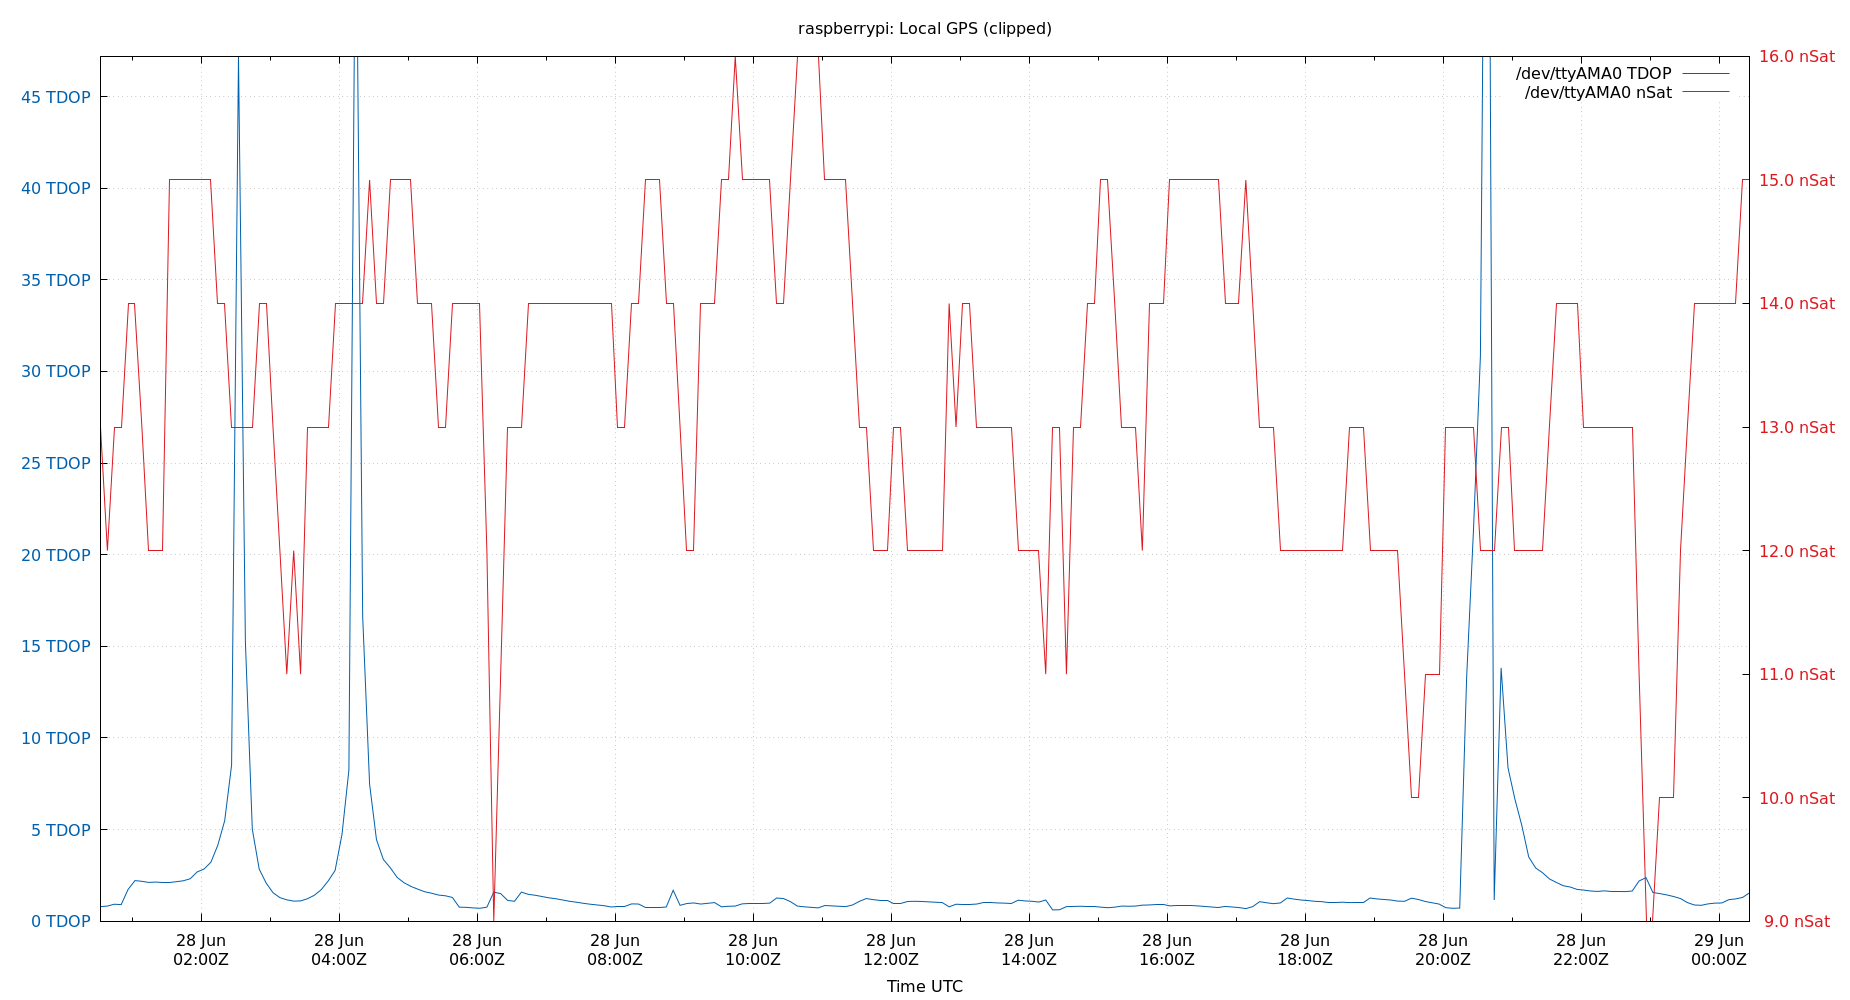 raspberrypi: Local GPS (clipped)
16.0 nSat
/dev/ttyAMA0 TDOP
/dev/ttyAMA0 nSat
45 TDOP
40 TDOP
15.0 nSat
35 TDOP
14.0 nSat
30 TDOP
13.0 nSat
25 TDOP
20 TDOP
12.0 nSat
15 TDOP
11.0 nSat
10 TDOP
10.0 nSat
5 TDOP
0 TDOP
9.0 nSat
28 Jun 28 Jun 28 Jun 28 Jun 28 Jun 28 Jun 28 Jun 28 Jun 28 Jun 28 Jun 28 Jun 29 Jun
02:00Z 04:00Z 06:00Z 08:00Z 10:00Z 12:00Z 14:00Z 16:00Z 18:00Z 20:00Z 22:00Z 00:00Z
Time UTC